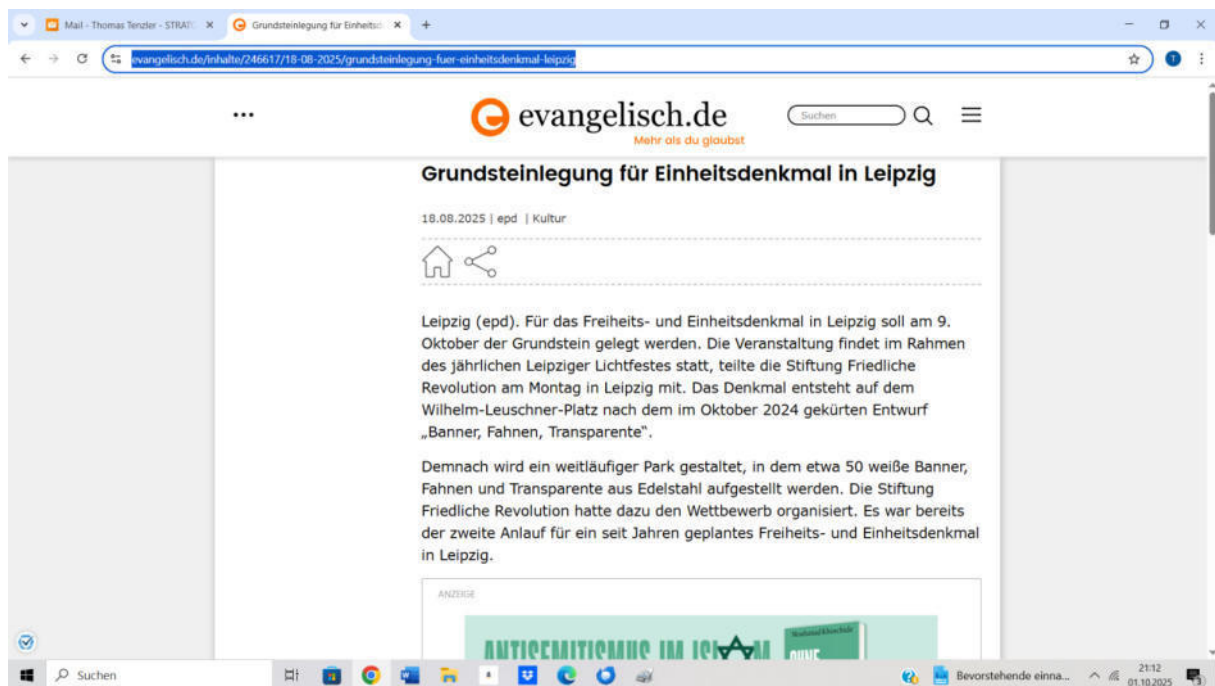 Mail - Thomas Tenzler - STRAT
Grundsteinlegung für Einheitsd
evangelisch.de/inhalte/246617/18-08-2025/grundsteinlegung-fuer-einheitsdenkmal-leipzig
T
evangelisch.de
Mehr als du glaubst
Suchen
Grundsteinlegung für Einheitsdenkmal in Leipzig
18.08.2025 | epd | Kultur
Leipzig (epd). Für das Freiheits- und Einheitsdenkmal in Leipzig soll am 9.
Oktober der Grundstein gelegt werden. Die Veranstaltung findet im Rahmen
des jährlichen Leipziger Lichtfestes statt, teilte die Stiftung Friedliche
Revolution am Montag in Leipzig mit. Das Denkmal entsteht auf dem
Wilhelm-Leuschner-Platz nach dem im Oktober 2024 gekürten Entwurf
„Banner, Fahnen, Transparente“.
Demnach wird ein weitläufiger Park gestaltet, in dem etwa 50 weiße Banner,
Fahnen und Transparente aus Edelstahl aufgestellt werden. Die Stiftung
Friedliche Revolution hatte dazu den Wettbewerb organisiert. Es war bereits
der zweite Anlauf für ein seit Jahren geplantes Freiheits- und Einheitsdenkmal
in Leipzig.
ANZEIGE
ANTISEMITISMUS IM ISLAM
OHNE
Suchen
Bevorstehende einna...
21:12
01.10.2025